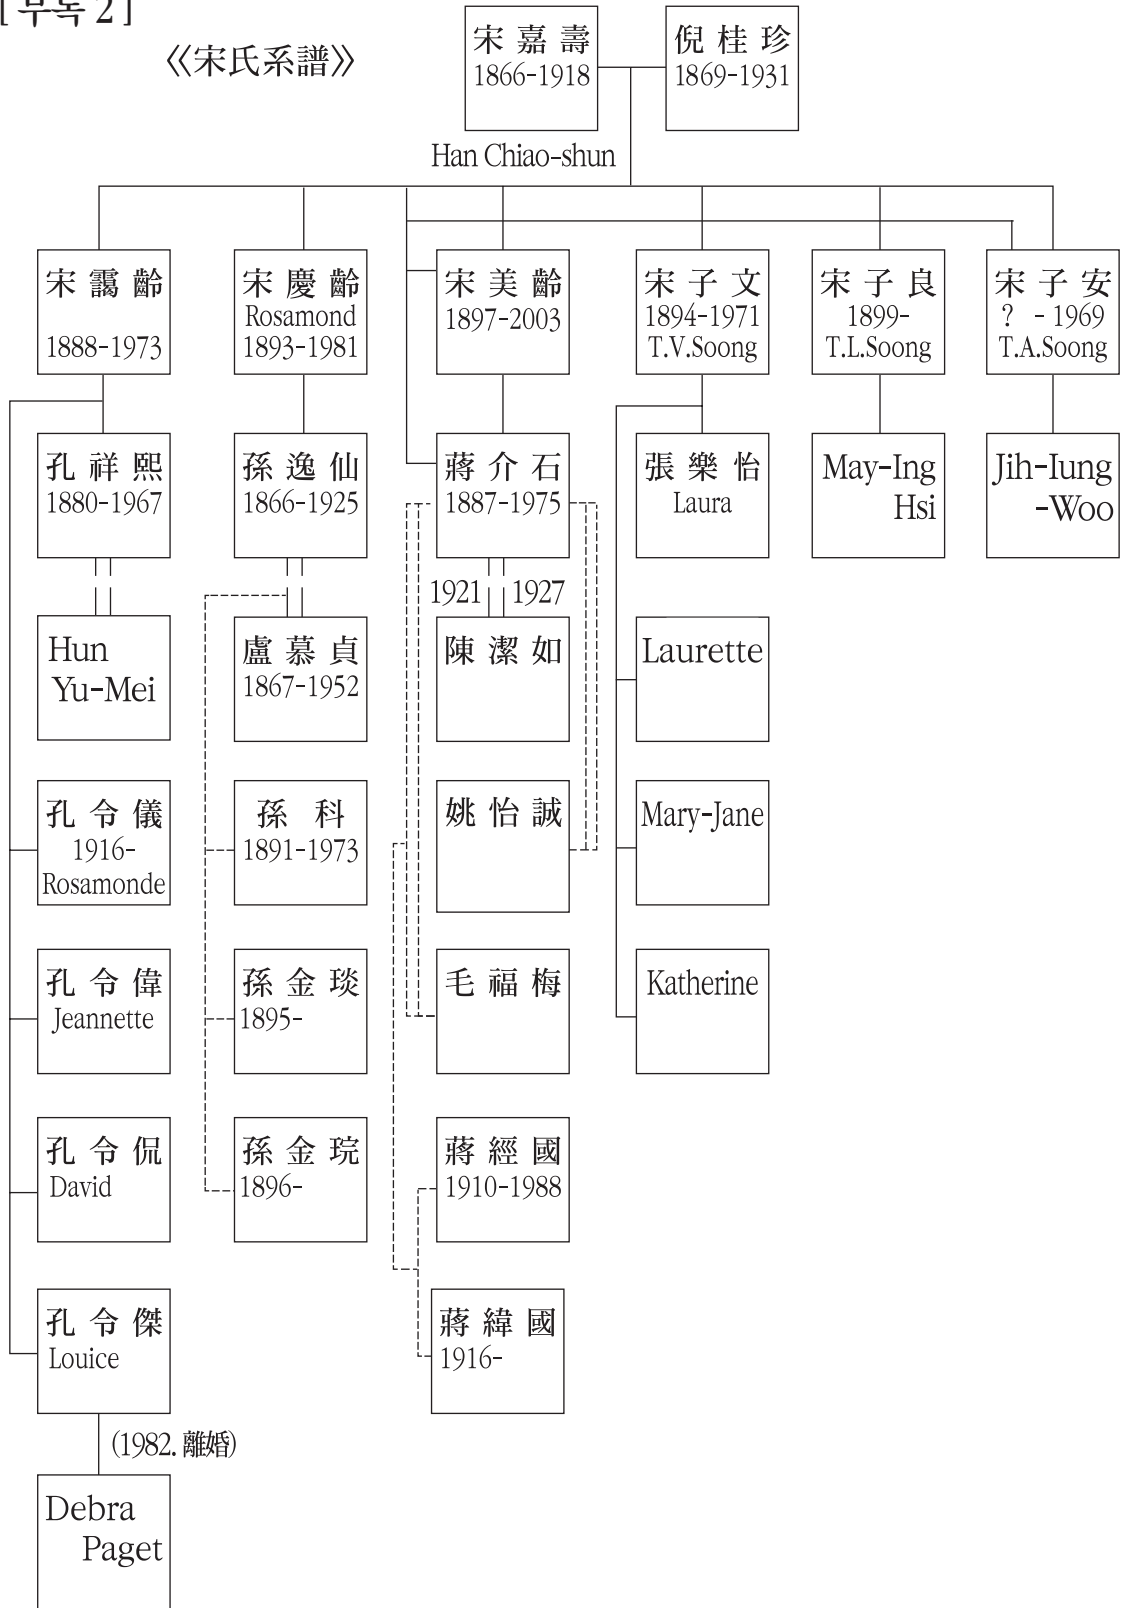 [부록 2]
《宋氏系譜》
宋嘉壽
1866-1918
倪桂珍
1869-1931
Han Chiao-shun
宋靄齡
1888-1973
宋慶齡
Rosamond
1893-1981
宋美齡
1897-2003
宋子文
1894-1971
T.V.Soong
宋子良
1899-
T.L.Soong
宋子安
? - 1969
T.A.Soong
孔祥熙
1880-1967
孫逸仙
1866-1925
蔣介石
1887-1975
張樂怡
Laura
May-Ing
Hsi
Jih-Iung
-Woo
1921
1927
Hun
Yu-Mei
盧慕貞
1867-1952
陳潔如
Laurette
孔令儀
1916-
Rosamonde
孫科
1891-1973
姚怡誠
Mary-Jane
孔令偉
Jeannette
孫金琰
1895-
毛福梅
Katherine
孔令侃
David
孫金琓
1896-
蔣經國
1910-1988
孔令傑
Louice
蔣緯國
1916-
(1982. 離婚)
Debra
Paget